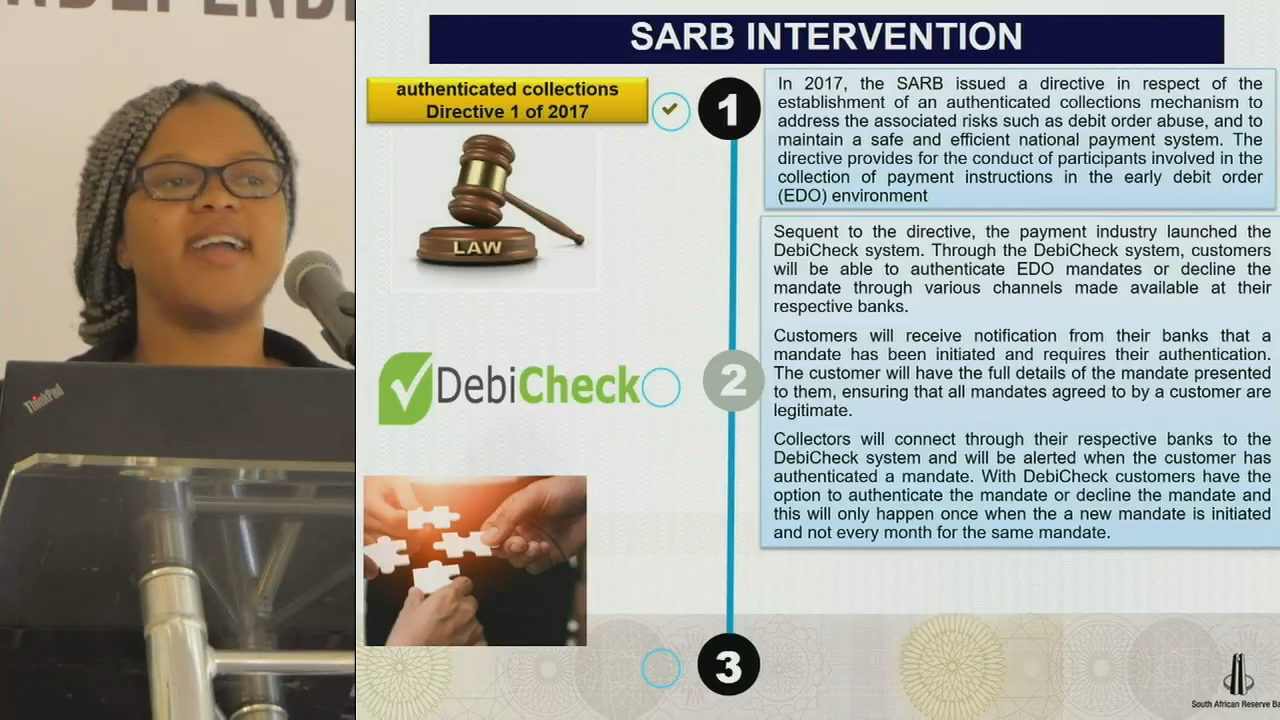 SARB INTERVENTION
authenticated collections
Directive 1 of 2017
1
In 2017, the SARB issued a directive in respect of the
establishment of an authenticated collections mechanism to
address the associated risks such as debit order abuse, and to
maintain a safe and efficient national payment system. The
directive provides for the conduct of participants involved in the
collection of payment instructions in the early debit order
(EDO) environment
LAW
Sequent to the directive, the payment industry launched the
DebiCheck system. Through the DebiCheck system, customers
will be able to authenticate EDO mandates or decline the
mandate through various channels made available at their
respective banks.
Customers will receive notification from their banks that a
mandate has been initiated and requires their authentication.
The customer will have the full details of the mandate presented
to them, ensuring that all mandates agreed to by a customer are
legitimate.
DebiCheck
2
Collectors will connect through their respective banks to the
DebiCheck system and will be alerted when the customer has
authenticated a mandate. With DebiCheck customers have the
option to authenticate the mandate or decline the mandate and
this will only happen once when the a new mandate is initiated
and not every month for the same mandate.
3
South African Reserve Ba
ThinkPad